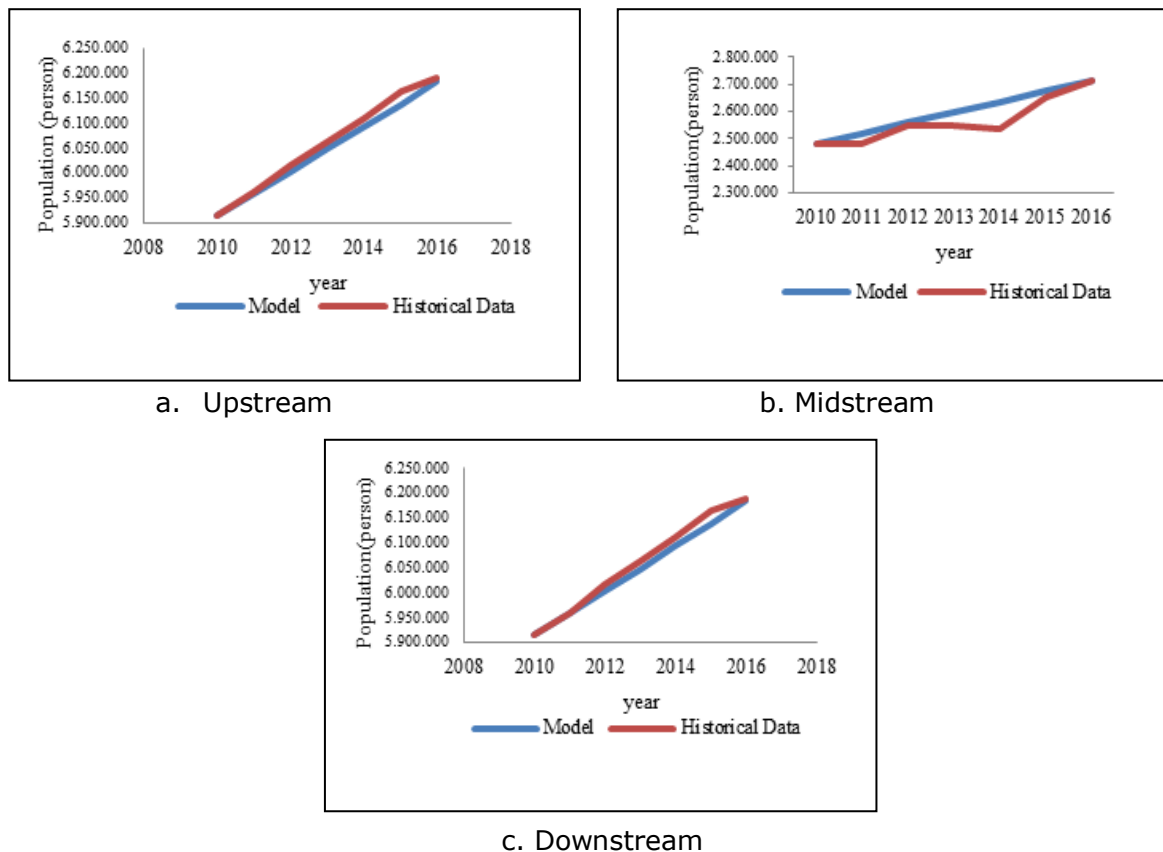 Population (person)
6.250.000
6.200.000
6.150.000
6.100.000
6.050.000
6.000.000
5.950.000
5.900.000
2008 2010 2012 2014 2016 2018
year
Model Historical Data
a. Upstream
Population(person)
2.800.000
2.700.000
2.600.000
2.500.000
2.400.000
2.300.000
2010 2011 2012 2013 2014 2015 2016
year
Model Historical Data
b. Midstream
Population(person)
6.250.000
6.200.000
6.150.000
6.100.000
6.050.000
6.000.000
5.950.000
5.900.000
2008 2010 2012 2014 2016 2018
year
Model Historical Data
c. Downstream